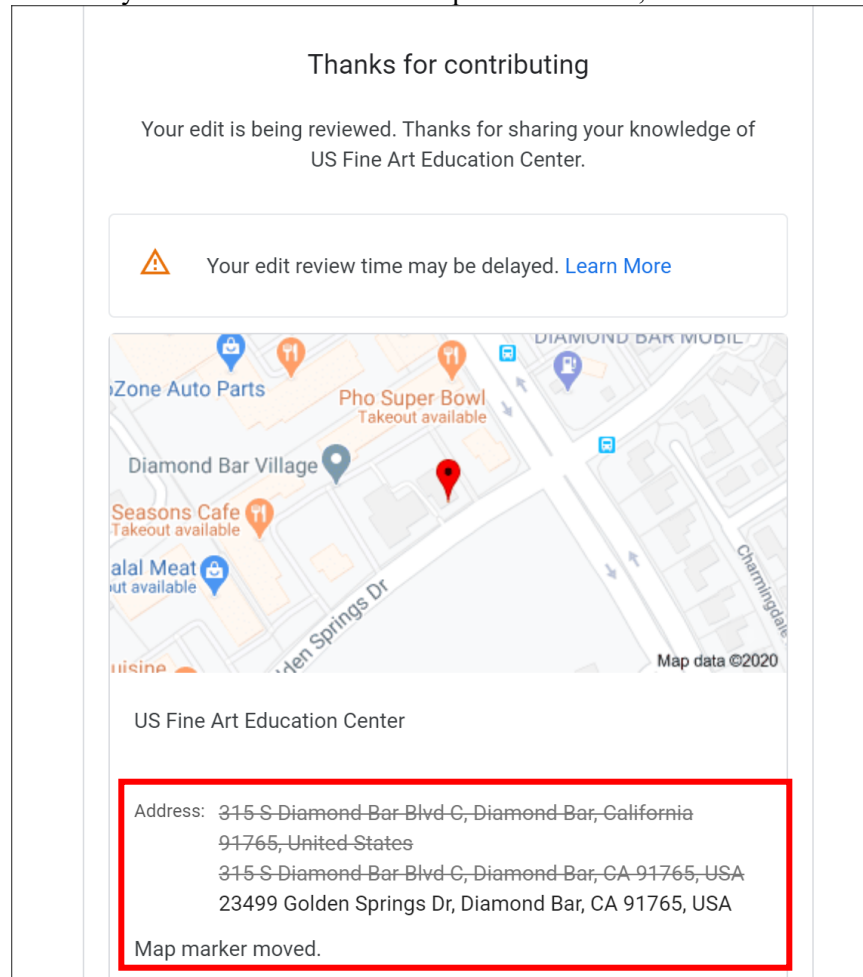 Thanks for contributing
Your edit is being reviewed. Thanks for sharing your knowledge of
US Fine Art Education Center.
Your edit review time may be delayed. Learn More
DIAMOND BAR MOBIL
Zone Auto Parts
Pho Super Bowl
Takeout available
Diamond Bar Village
Seasons Cafe
Takeout available
alal Meat
out available
den Springs Dr
Charmingdale
uisine
Map data ©2020
US Fine Art Education Center
Address: 315 S Diamond Bar Blvd C, Diamond Bar, California
91765, United States
315 S Diamond Bar Blvd C, Diamond Bar, CA 91765, USA
23499 Golden Springs Dr, Diamond Bar, CA 91765, USA
Map marker moved.